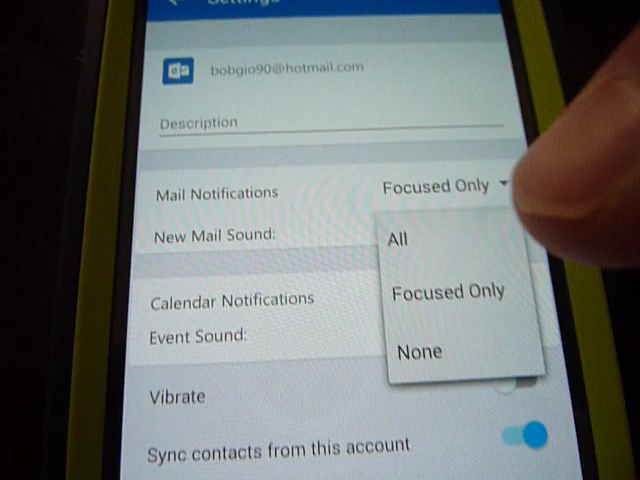 Settings
bobgio90@hotmail.com
Description
Mail Notifications Focused Only
New Mail Sound:
All
Focused Only
None
Calendar Notifications
Event Sound:
Vibrate
Sync contacts from this account